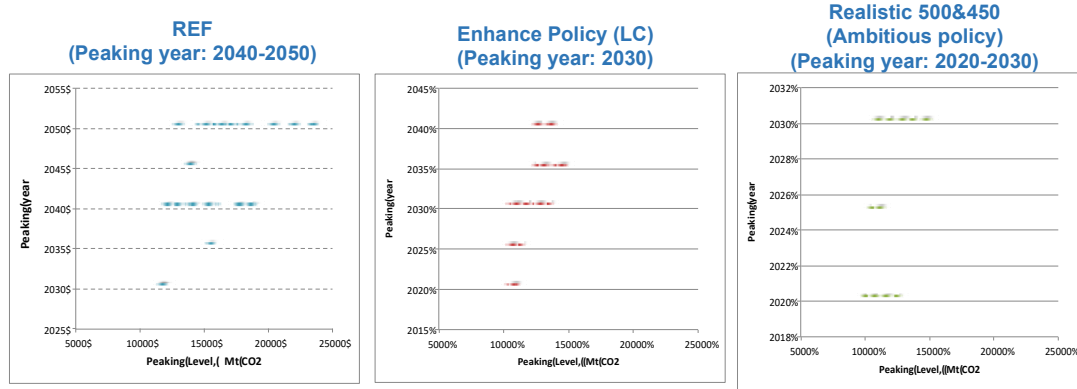 REF
(Peaking year: 2040-2050)
2055$
2050$
2045$
2040$
2035$
2030$
2025$
5000$ 10000$ 15000$ 20000$ 25000$
Peaking(year
Peaking(Level,( Mt(CO2
Enhance Policy (LC)
(Peaking year: 2030)
2045%
2040%
2035%
2030%
2025%
2020%
2015%
5000% 10000% 15000% 20000% 25000%
Peaking(year
Peaking(Level,((Mt(CO2
Realistic 500&450
(Ambitious policy)
(Peaking year: 2020-2030)
2032%
2030%
2028%
2026%
2024%
2022%
2020%
2018%
5000% 10000% 15000% 20000% 25000%
Peaking(year
Peaking(Level,((Mt(CO2